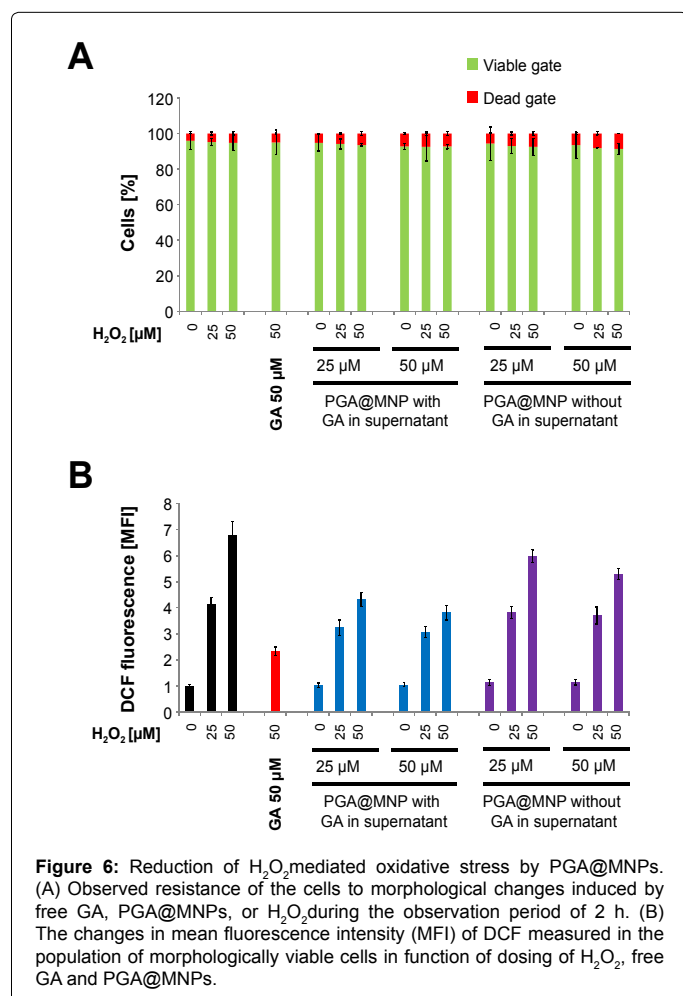 A
Viable gate
Dead gate
120
100
80
60
40
20
0
Cells [%]
H₂O₂ [µM]
0 25 50 50 0 25 50 0 25 50 0 25 50 0 25 50
GA 50 µM
25 µM 50 µM 25 µM 50 µM
PGA@MNP with PGA@MNP without
GA in supernatant GA in supernatant
B
8
7
6
5
4
3
2
1
0
DCF fluorescence [MFI]
H₂O₂ [µM]
0 25 50 50 0 25 50 0 25 50 0 25 50 0 25 50
GA 50 µM
25 µM 50 µM 25 µM 50 µM
PGA@MNP with PGA@MNP without
GA in supernatant GA in supernatant
Figure 6: Reduction of H₂O₂mediated oxidative stress by PGA@MNPs.
(A) Observed resistance of the cells to morphological changes induced by
free GA, PGA@MNPs, or H₂O₂during the observation period of 2 h. (B)
The changes in mean fluorescence intensity (MFI) of DCF measured in the
population of morphologically viable cells in function of dosing of H₂O₂, free
GA and PGA@MNPs.